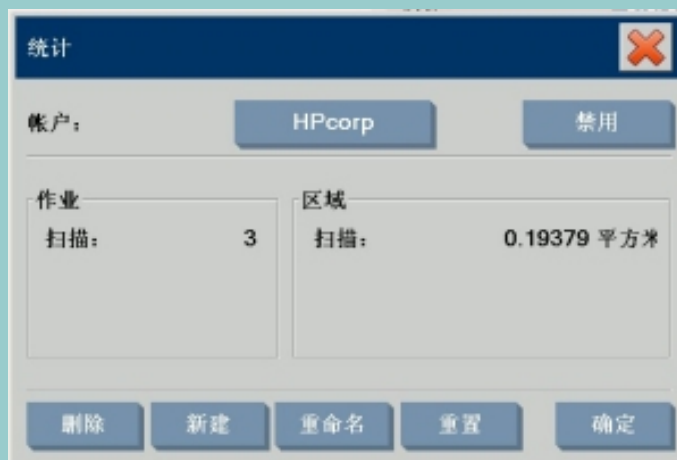 统计
帐户: HPcorp 禁用
作业 区域
扫描: 3 扫描: 0.19379 平方米
删除 新建 重命名 重置 确定